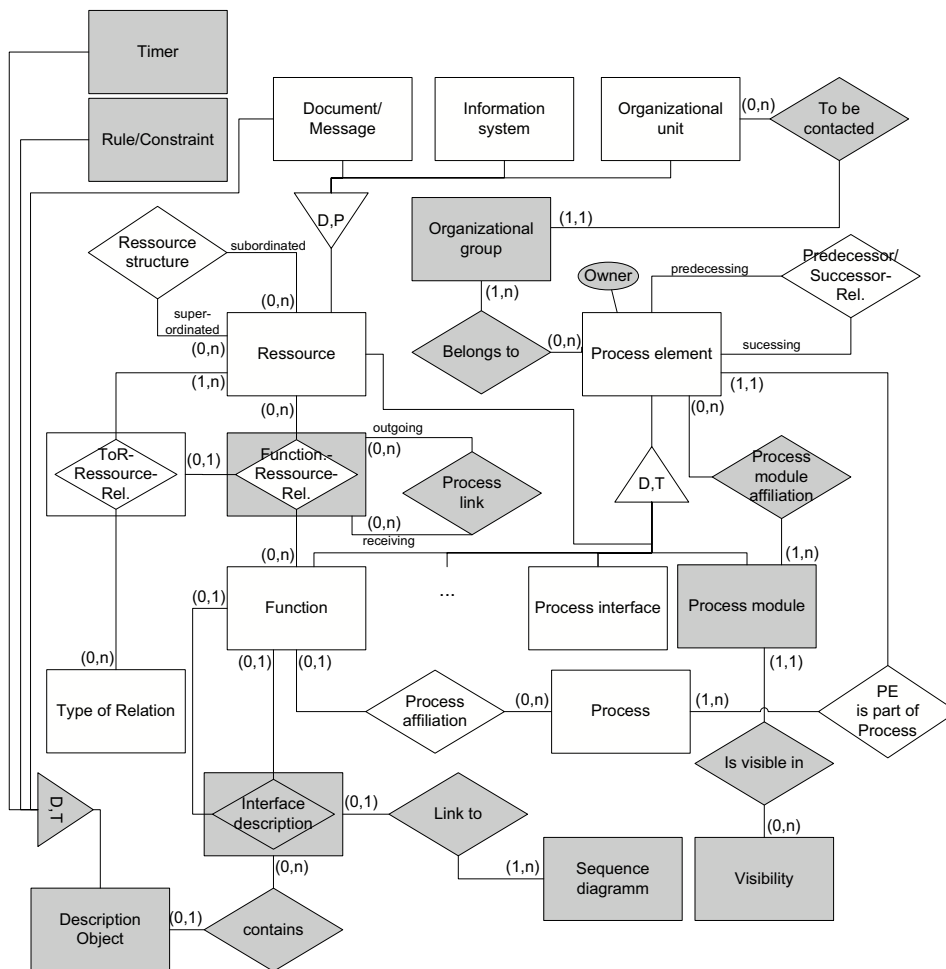 Timer
Rule/Constraint
Document/
Message
Information
system
Organizational
unit
(0,n)
To be
contacted
D,P
Ressource
structure
subordinated
Organizational
group
(1,1)
Owner
predecessing
Predecessor/
Successor-
Rel.
(1,n)
(0,n)
super-
ordinated
(0,n)
Ressource
Belongs to
(0,n)
Process element
sucessing
(1,n)
(1,1)
(0,n)
(0,n)
outgoing
(0,n)
ToR-
Ressource-
Rel.
(0,1)
Function.-
Ressource-
Rel.
Process
link
D,T
Process
module
affiliation
(0,n)
receiving
(0,n)
(1,n)
(0,1)
Function
...
Process interface
Process module
(0,1)
(0,1)
(1,1)
(0,n)
Type of Relation
Process
affiliation
(0,n)
Process
(1,n)
PE
is part of
Process
Is visible in
D,T
Interface
description
(0,1)
Link to
(0,n)
(0,n)
(1,n)
Sequence
diagramm
Visibility
Description
Object
(0,1)
contains